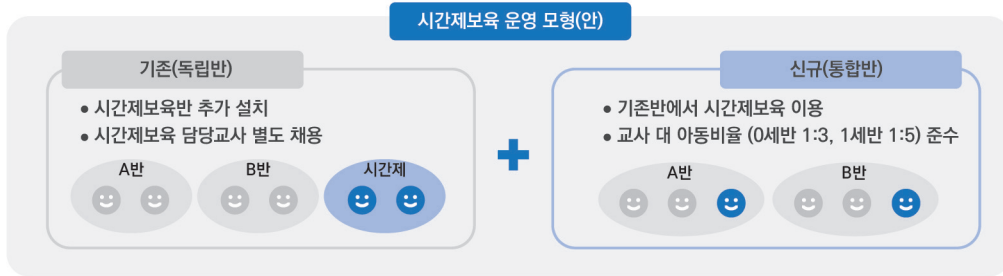 시간제보육 운영 모형(안)
기존(독립반)
● 시간제보육반 추가 설치
● 시간제보육 담당교사 별도 채용
A반
B반
시간제
신규(통합반)
● 기존반에서 시간제보육 이용
● 교사 대 아동비율 (0세반 1:3, 1세반 1:5) 준수
A반
B반